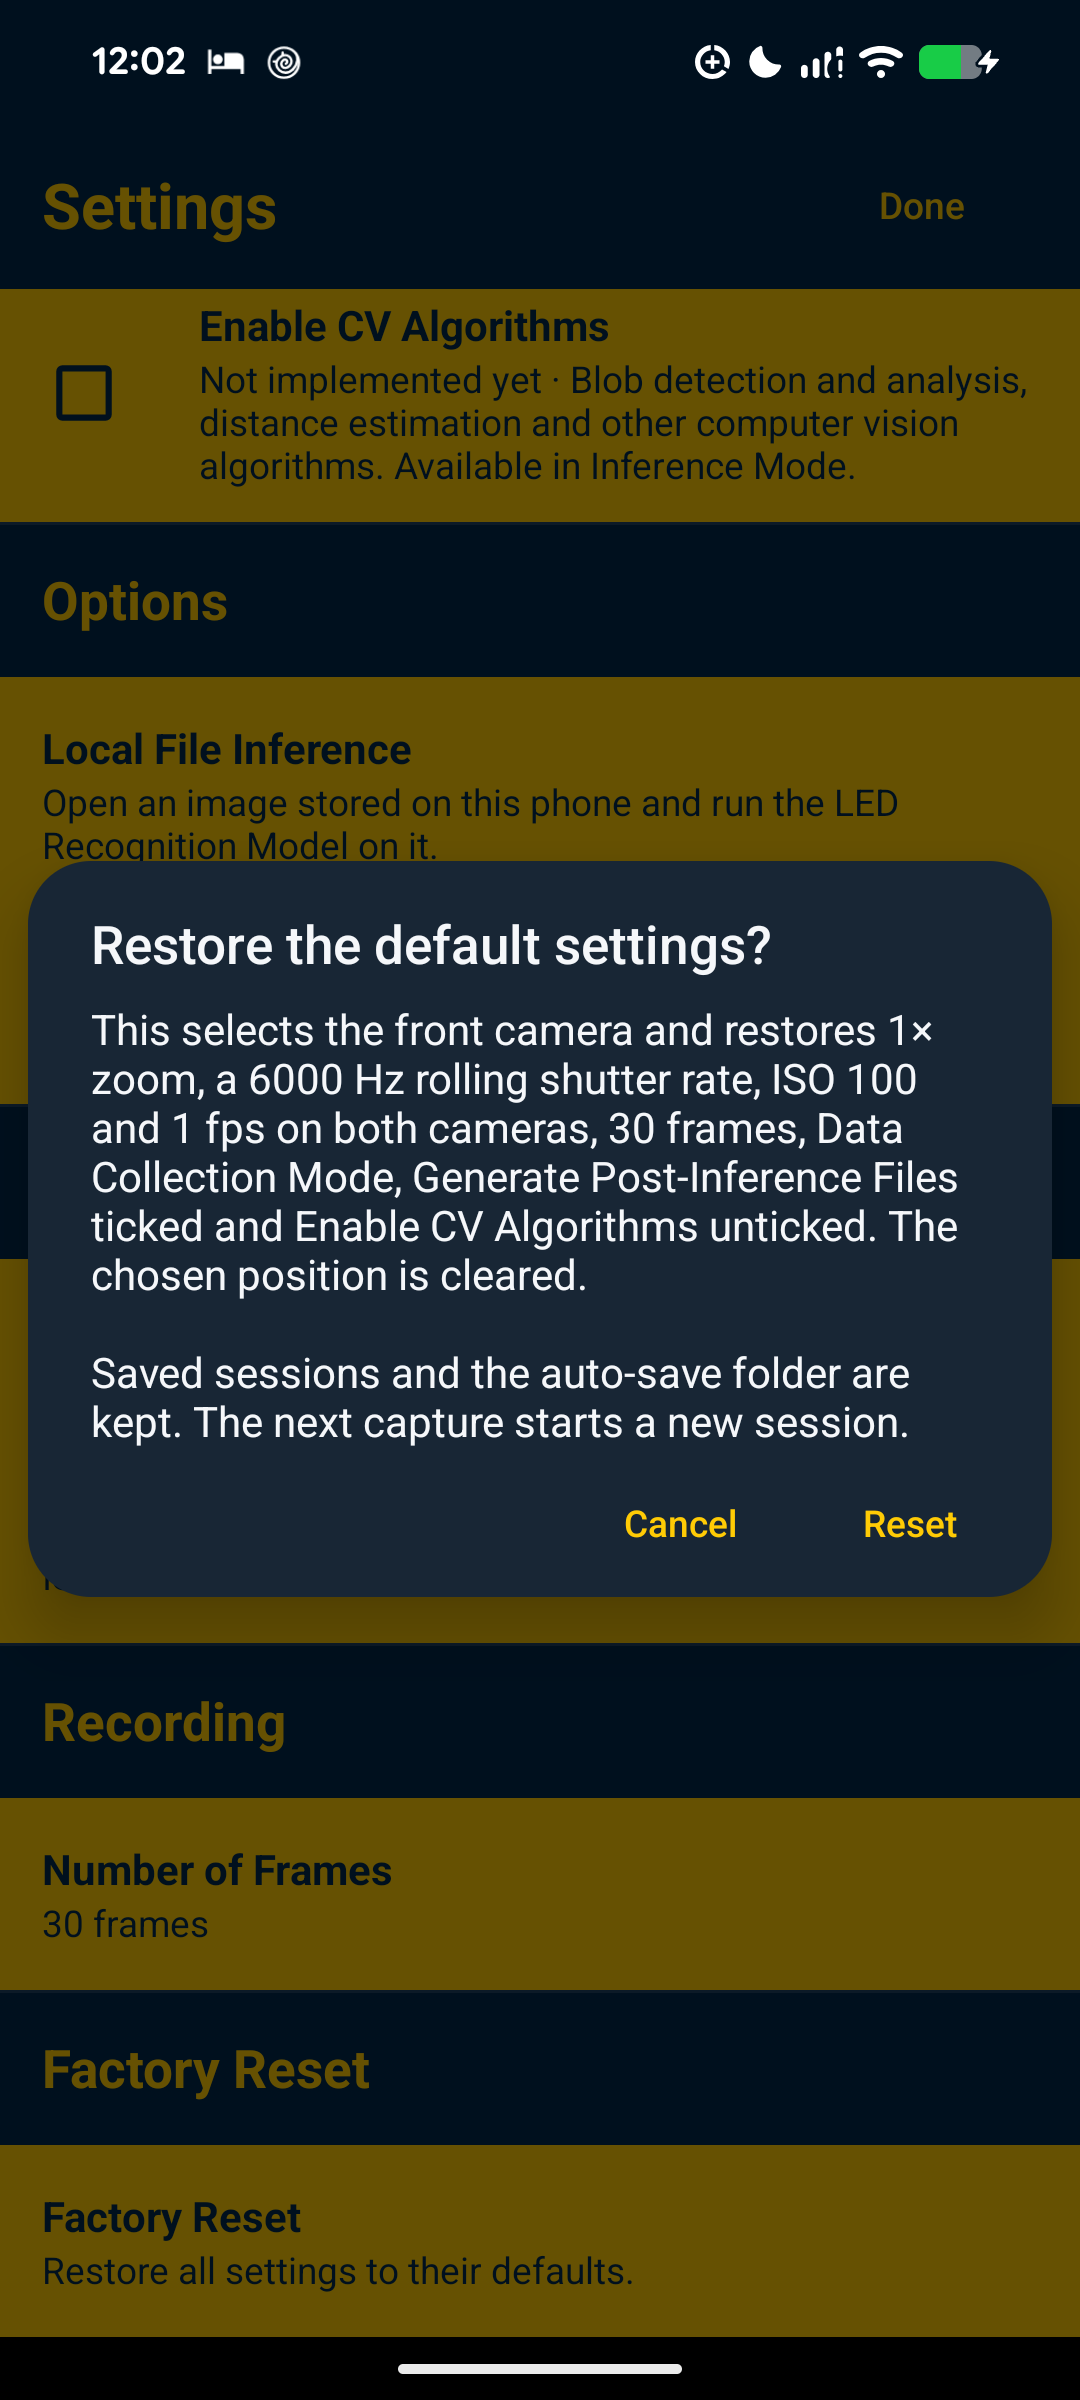 12:02
Settings
Done
Enable CV Algorithms
Not implemented yet · Blob detection and analysis,
distance estimation and other computer vision
algorithms. Available in Inference Mode.
Options
Local File Inference
Open an image stored on this phone and run the LED
Recognition Model on it.
Restore the default settings?
This selects the front camera and restores 1×
zoom, a 6000 Hz rolling shutter rate, ISO 100
and 1 fps on both cameras, 30 frames, Data
Collection Mode, Generate Post-Inference Files
ticked and Enable CV Algorithms unticked. The
chosen position is cleared.
Saved sessions and the auto-save folder are
kept. The next capture starts a new session.
Cancel
Reset
Recording
Number of Frames
30 frames
Factory Reset
Factory Reset
Restore all settings to their defaults.